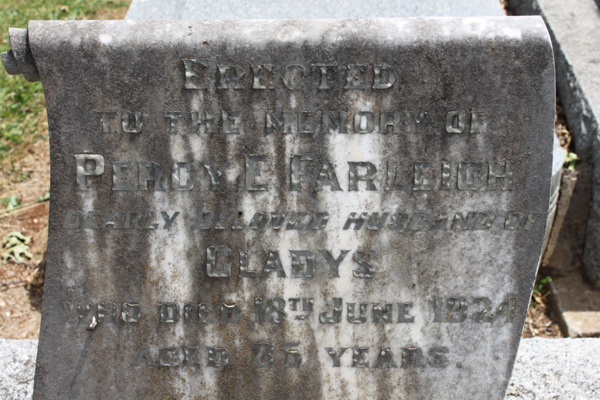 ERECTED
TO THE MEMORY OF
PERCY. E. FARLEIGH
DEARLY BELOVED HUSBAND OF
GLADYS
WHO DIED 18TH JUNE 1924
AGED 35 YEARS.